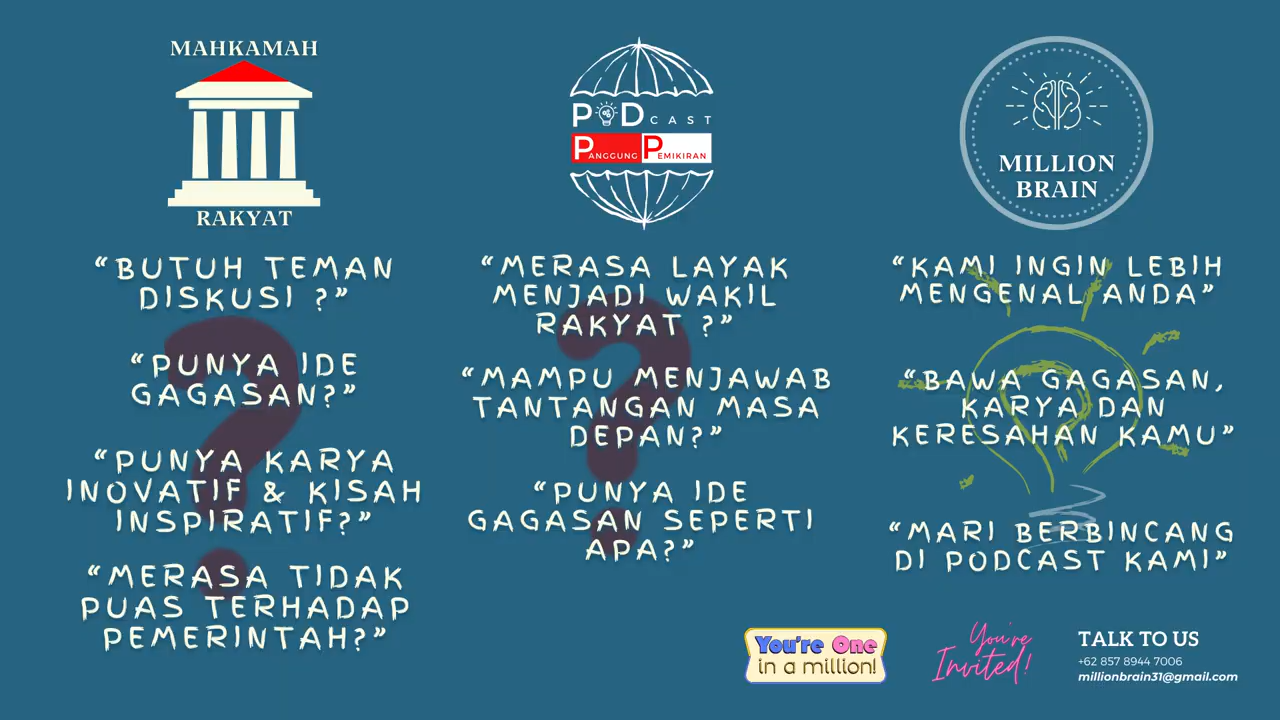 MAHKAMAH
RAKYAT
“BUTUH TEMAN
DISKUSI ?”
“PUNYA IDE
GAGASAN?”
“PUNYA KARYA
INOVATIF & KISAH
INSPIRATIF?”
“MERASA TIDAK
PUAS TERHADAP
PEMERINTAH?”
PODCAST
PANGGUNG PEMIKIRAN
“MERASA LAYAK
MENJADI WAKIL
RAKYAT ?”
“MAMPU MENJAWAB
TANTANGAN MASA
DEPAN?”
“PUNYA IDE
GAGASAN SEPERTI
APA?”
MILLION
BRAIN
“KAMI INGIN LEBIH
MENGENAL ANDA”
“BAWA GAGASAN,
KARYA DAN
KERESAHAN KAMU”
“MARI BERBINCANG
DI PODCAST KAMI”
You're One
in a million!
You're
Invited!
TALK TO US
+62 857 8944 7006
millionbrain31@gmail.com